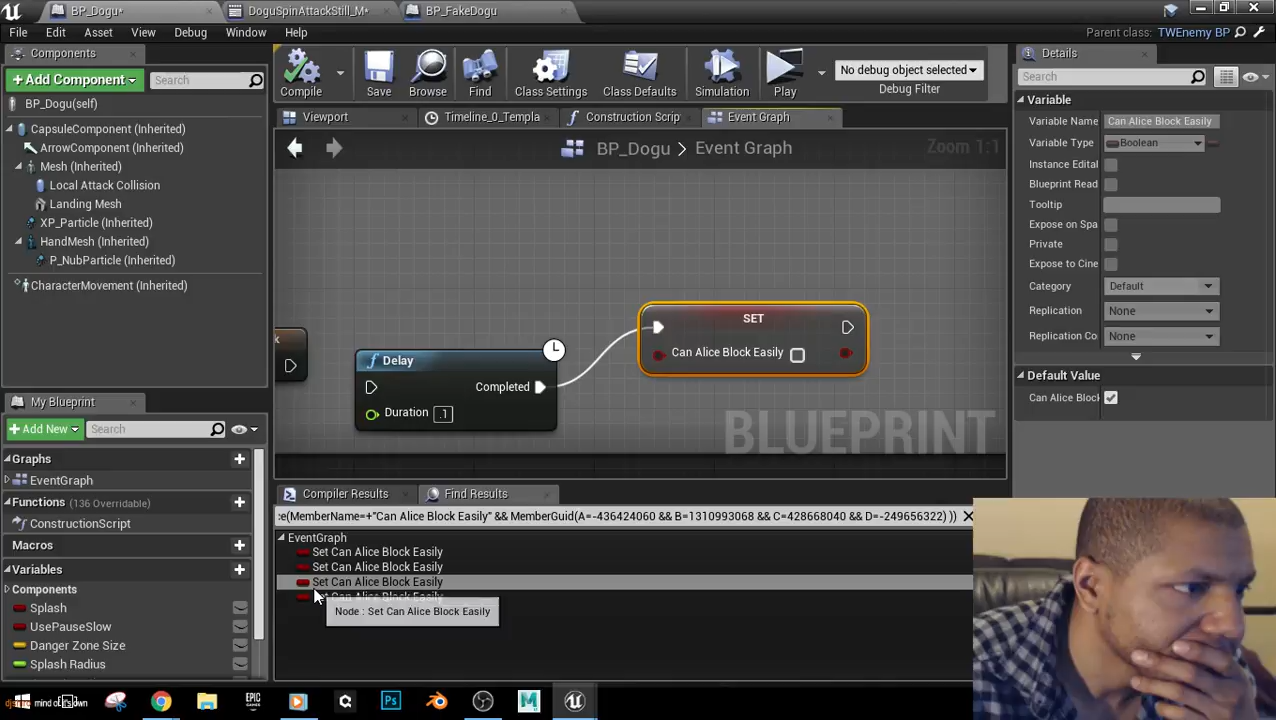 BP_Dogu*
DoguSpinAttackStill_M*
BP_FakeDogu
File Edit Asset View Debug Window Help
Parent class: TWEnemy BP
Components
+Add Component
Search
BP_Dogu(self)
CapsuleComponent (Inherited)
ArrowComponent (Inherited)
Mesh (Inherited)
Local Attack Collision
Landing Mesh
XP_Particle (Inherited)
HandMesh (Inherited)
P_NubParticle (Inherited)
CharacterMovement (Inherited)
My Blueprint
+Add New
Search
Graphs
EventGraph
Functions (136 Overridable)
ConstructionScript
Macros
Variables
Components
Splash
UsePauseSlow
Danger Zone Size
Splash Radius
Compile
Save
Browse
Find
Class Settings
Class Defaults
Simulation
Play
No debug object selected
Debug Filter
Viewport
Timeline_0_Templa
Construction Scrip
Event Graph
BP_Dogu > Event Graph
Zoom 1:1
k
Delay
Completed
Duration .1
SET
Can Alice Block Easily
BLUEPRINT
Compiler Results
Find Results
:e(MemberName=+"Can Alice Block Easily" && MemberGuid(A=-436424060 && B=1310993068 && C=428668040 && D=-249656322) ))
EventGraph
Set Can Alice Block Easily
Set Can Alice Block Easily
Set Can Alice Block Easily
Node : Set Can Alice Block Easily
Details
Search
Variable
Variable Name Can Alice Block Easily
Variable Type Boolean
Instance Edital
Blueprint Read
Tooltip
Expose on Spa
Private
Expose to Cine
Category Default
Replication None
Replication Co None
Default Value
Can Alice Block
EPIC GAMES
Ps
M